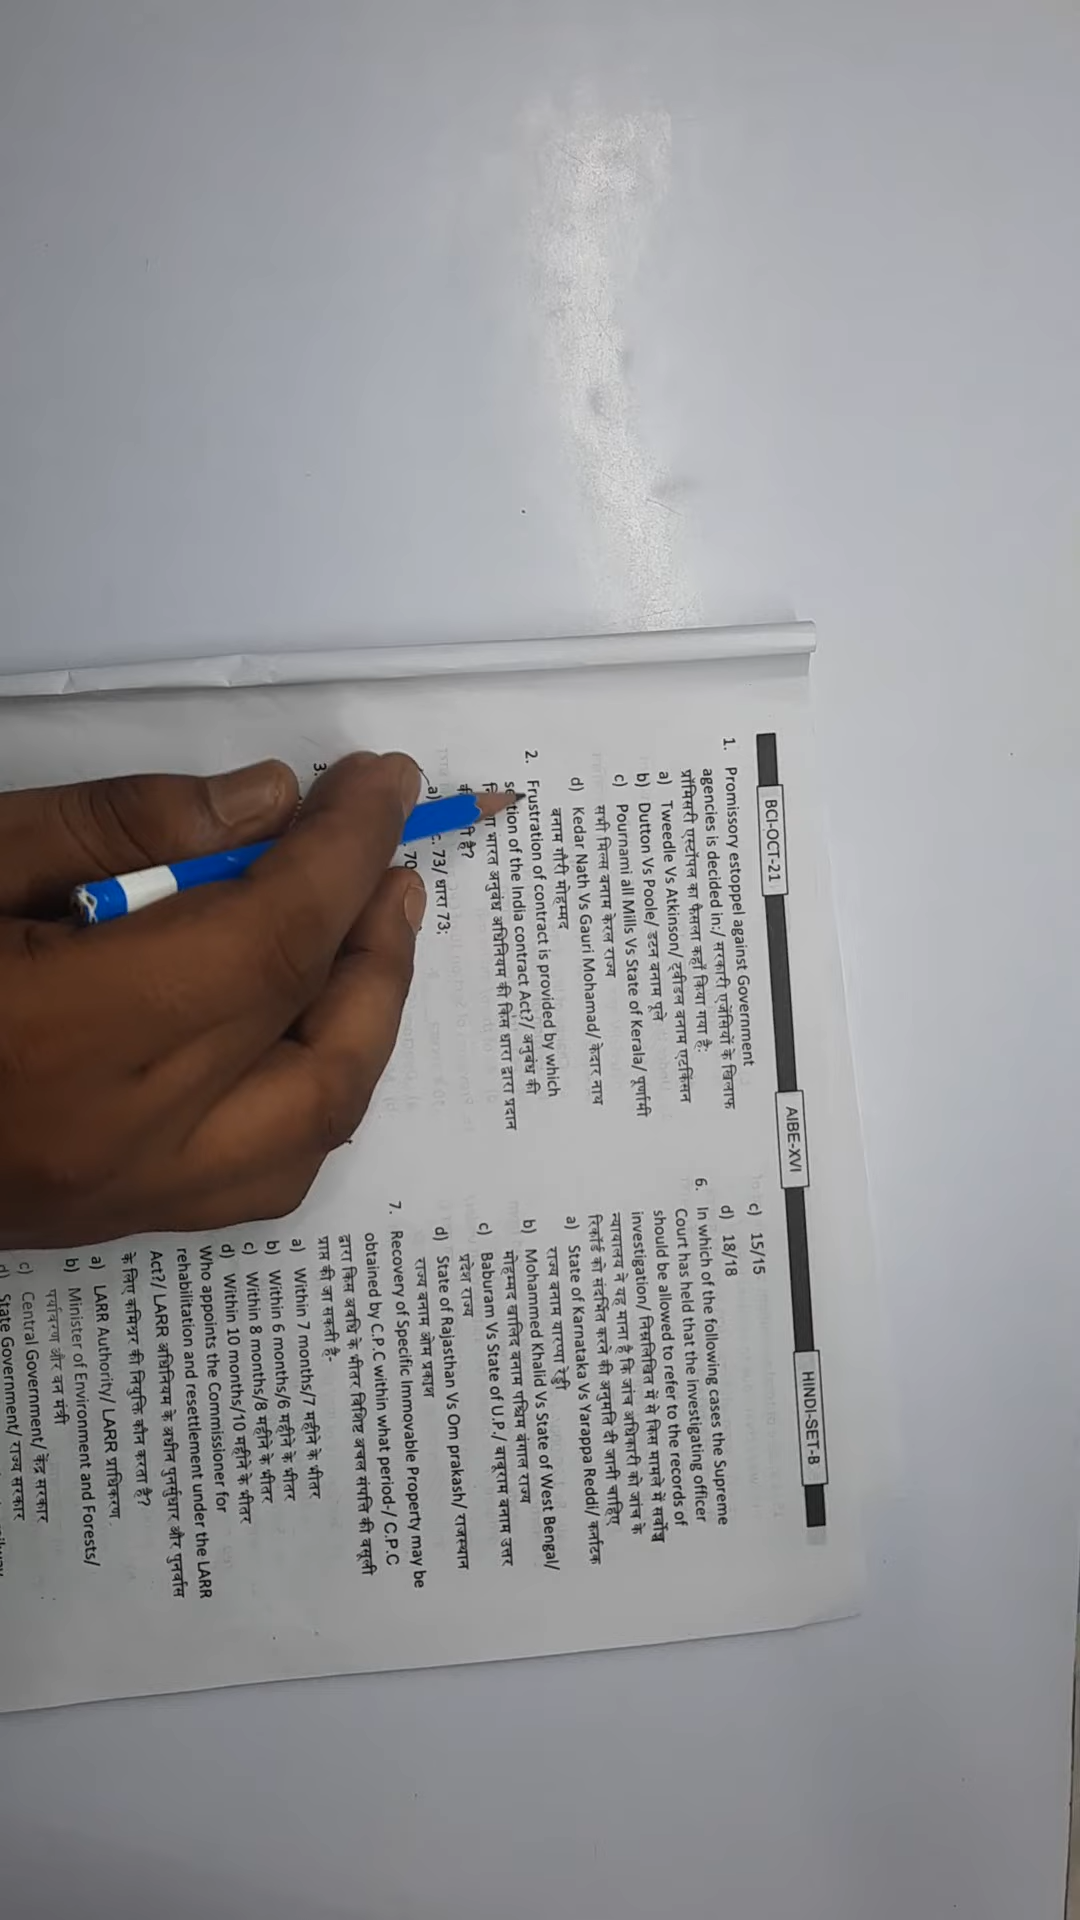 BCI-OCT-21
AIBE-XVI
HINDI-SET-B
1. Promissory estoppel against Government
agencies is decided in:/ सरकारी एजेंसियों के खिलाफ
प्रॉमिसरी एस्टॉपल का फैसला कहाँ किया गया है:
a) Tweedle Vs Atkinson/ ट्वीडल बनाम एटकिंसन
b) Dutton Vs Poole/ डटन बनाम पूले
c) Pournami all Mills Vs State of Kerala/ पूर्णामी
सभी मिल्स बनाम केरल राज्य
d) Kedar Nath Vs Gauri Mohamad/ केदार नाथ
बनाम गौरी मोहम्मद
2. Frustration of contract is provided by which
section of the India contract Act?/ अनुबंध की
भारत अनुबंध अधिनियम की किस धारा द्वारा प्रदान
है?
a) 73/ धारा 73;
70
3.
c) 15/15
d) 18/18
6. In which of the following cases the Supreme
Court has held that the investigating officer
should be allowed to refer to the records of
investigation/ निम्नलिखित में से किस मामले में सर्वोच्च
न्यायालय ने यह माना है कि जांच अधिकारी को जांच के
रिकॉर्ड को संदर्भित करने की अनुमति दी जानी चाहिए
a) State of Karnataka Vs Yarappa Reddi/ कर्नाटक
राज्य बनाम यारप्पा रेड्डी
b) Mohammed Khalid Vs State of West Bengal/
मोहम्मद खालिद बनाम पश्चिम बंगाल राज्य
c) Baburam Vs State of U.P./ बाबूराम बनाम उत्तर
प्रदेश राज्य
d) State of Rajasthan Vs Om prakash/ राजस्थान
राज्य बनाम ओम प्रकाश
7. Recovery of Specific Immovable Property may be
obtained by C.P.C within what period-/ C.P.C
द्वारा किस अवधि के भीतर विशिष्ट अचल संपत्ति की वसूली
प्राप्त की जा सकती है-
a) Within 7 months/7 महीने के भीतर
b) Within 6 months/6 महीने के भीतर
c) Within 8 months/8 महीने के भीतर
d) Within 10 months/10 महीने के भीतर
Who appoints the Commissioner for
rehabilitation and resettlement under the LARR
Act?/ LARR अधिनियम के अधीन पुनर्सुधार और पुनर्वास
के लिए कमिश्नर की नियुक्ति कौन करता है?
a) LARR Authority/ LARR प्राधिकरण
b) Minister of Environment and Forests/
पर्यावरण और वन मंत्री
c) Central Government/ केंद्र सरकार
d) State Government/ राज्य सरकार